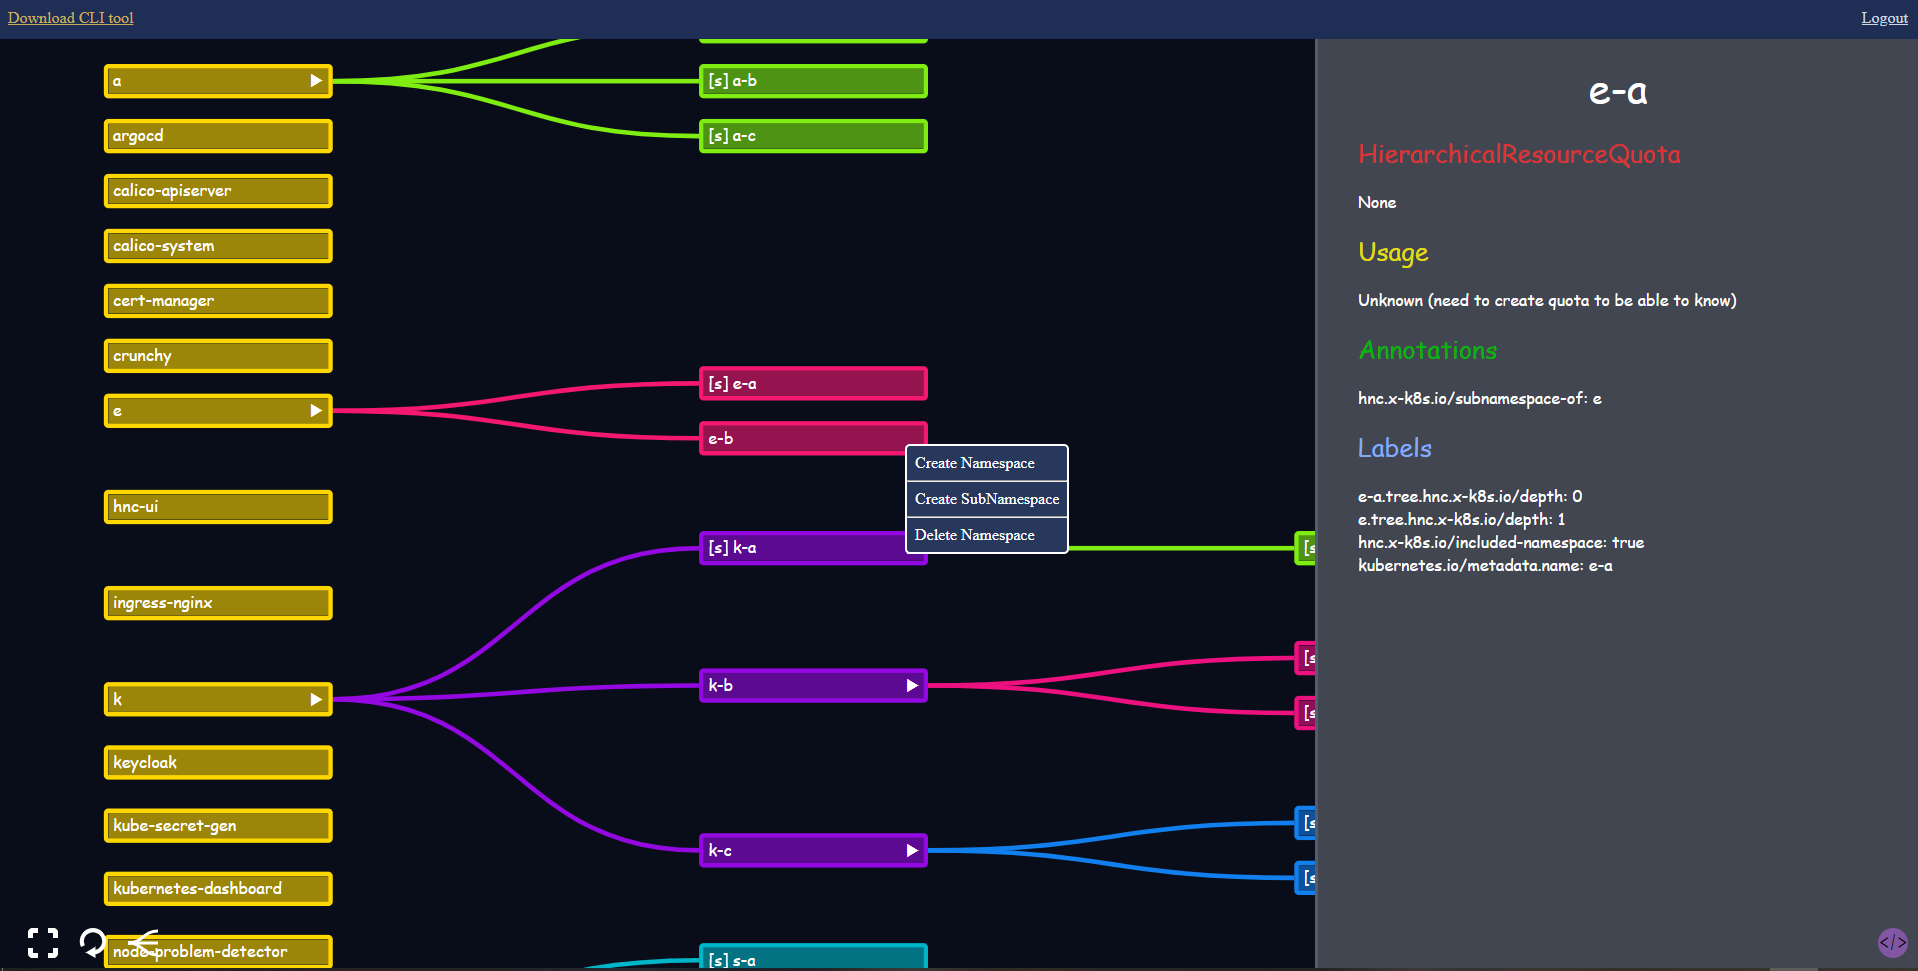 Download CLI tool
Logout
a
argocd
calico-apiserver
calico-system
cert-manager
crunchy
e
hnc-ui
ingress-nginx
k
keycloak
kube-secret-gen
kubernetes-dashboard
node-problem-detector
[s] a-b
[s] a-c
[s] e-a
e-b
[s] k-a
k-b
k-c
[s] s-a
Create Namespace
Create SubNamespace
Delete Namespace
[s
[s
[s
[s
[s
e-a
HierarchicalResourceQuota
None
Usage
Unknown (need to create quota to be able to know)
Annotations
hnc.x-k8s.io/subnamespace-of: e
Labels
e-a.tree.hnc.x-k8s.io/depth: 0
e.tree.hnc.x-k8s.io/depth: 1
hnc.x-k8s.io/included-namespace: true
kubernetes.io/metadata.name: e-a